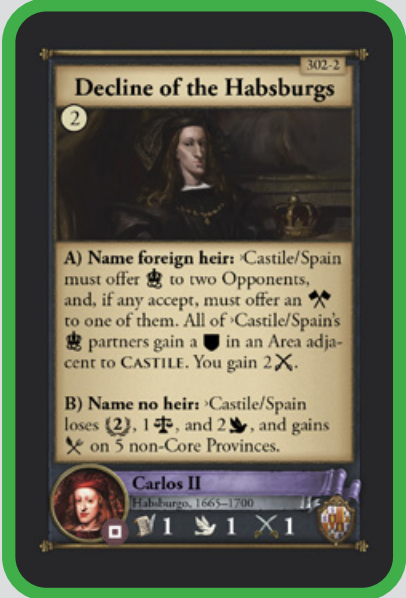 302-2
Decline of the Habsburgs
2
A) Name foreign heir: ›Castile/Spain
must offer to two Opponents,
and, if any accept, must offer an
to one of them. All of ›Castile/Spain's
partners gain a in an Area adja-
cent to CASTILE. You gain 2.
B) Name no heir: ›Castile/Spain
loses (2), 1, and 2, and gains
on 5 non-Core Provinces.
Carlos II
Habsburgo, 1665–1700
1 1 1